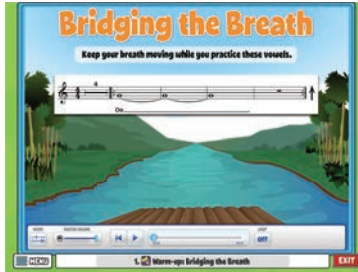 Bridging the Breath
Keep your breath moving while you practice these vowels.
4
Oo
OFF
MENU
1. Warm-up: Bridging the Breath
EXIT